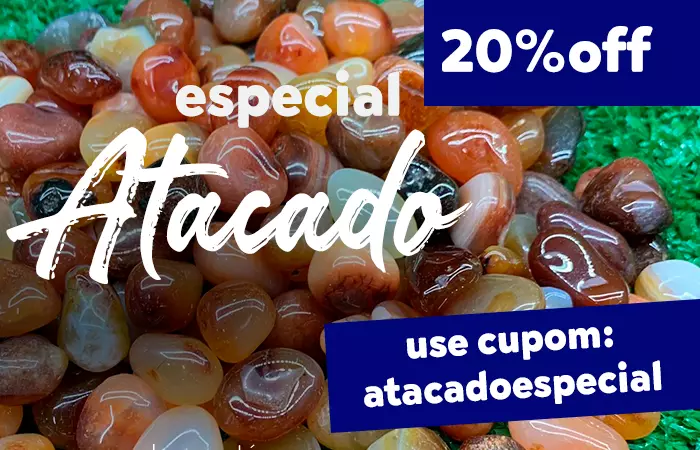 20%off
especial
Atacado
use cupom:
atacadoespecial